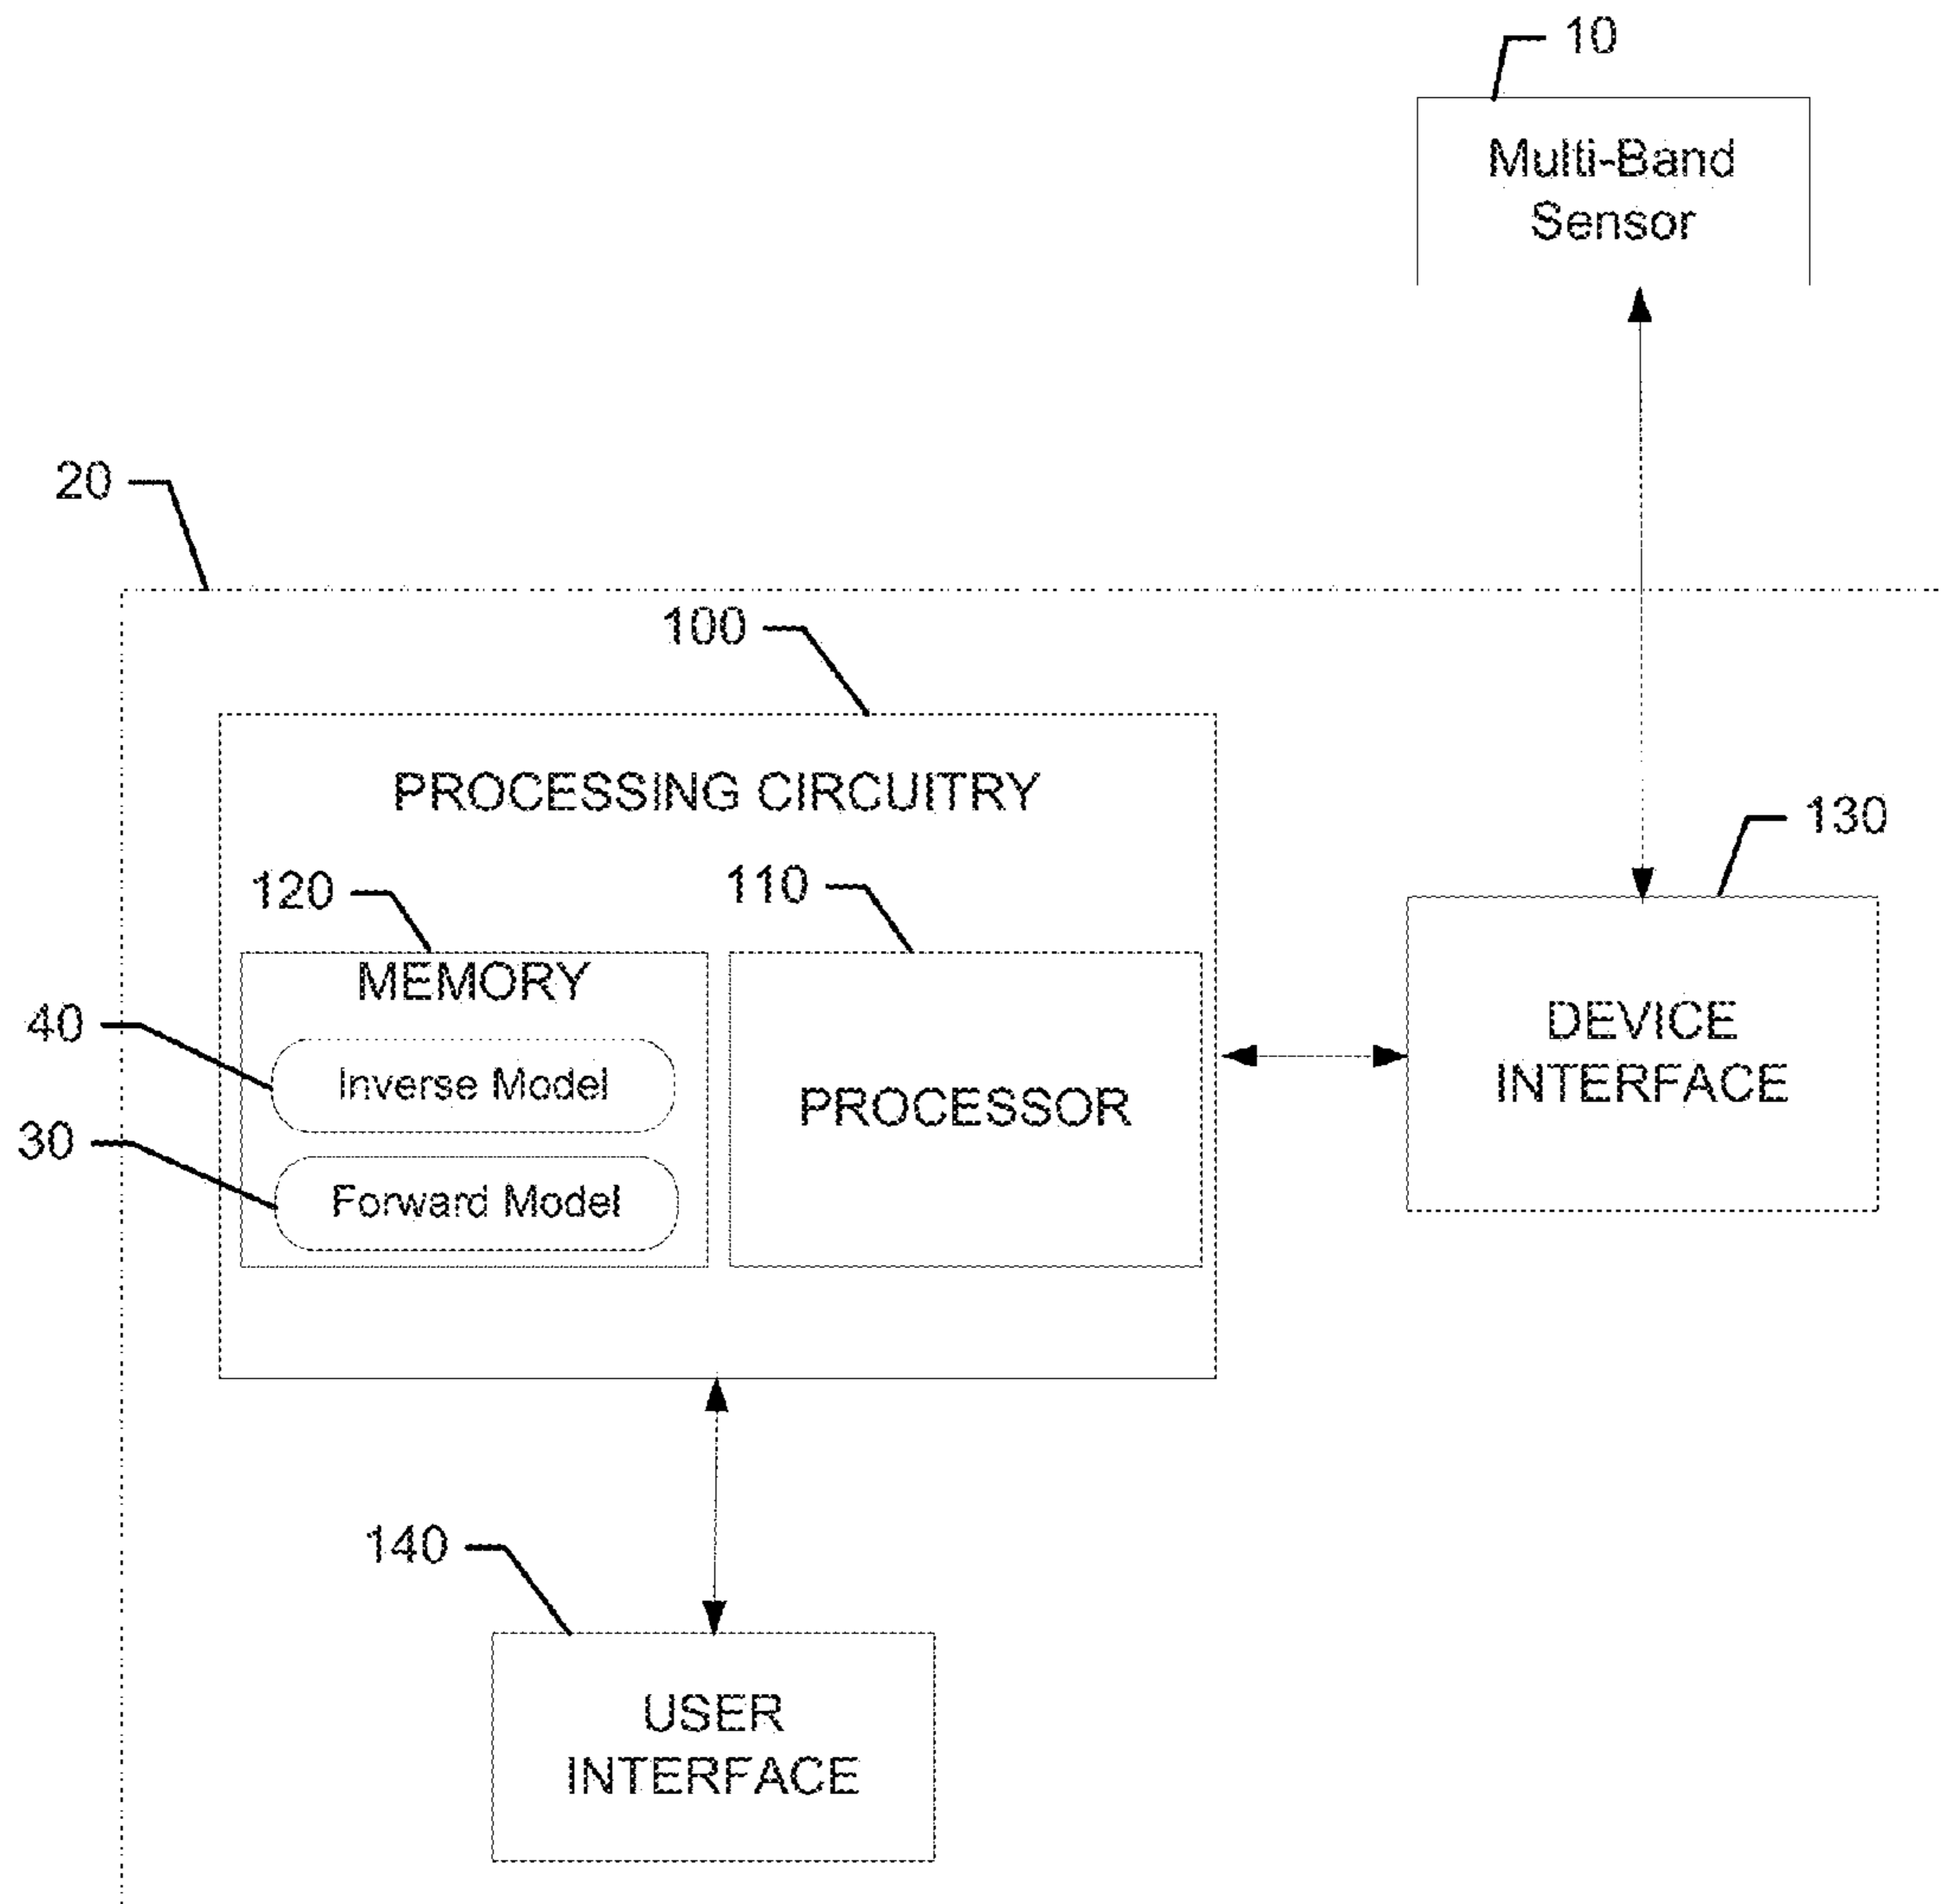 10
Multi-Band
Sensor
20
100
PROCESSING CIRCUITRY
130
120
110
MEMORY
40
Inverse Model
PROCESSOR
DEVICE
INTERFACE
30
Forward Model
140
USER
INTERFACE